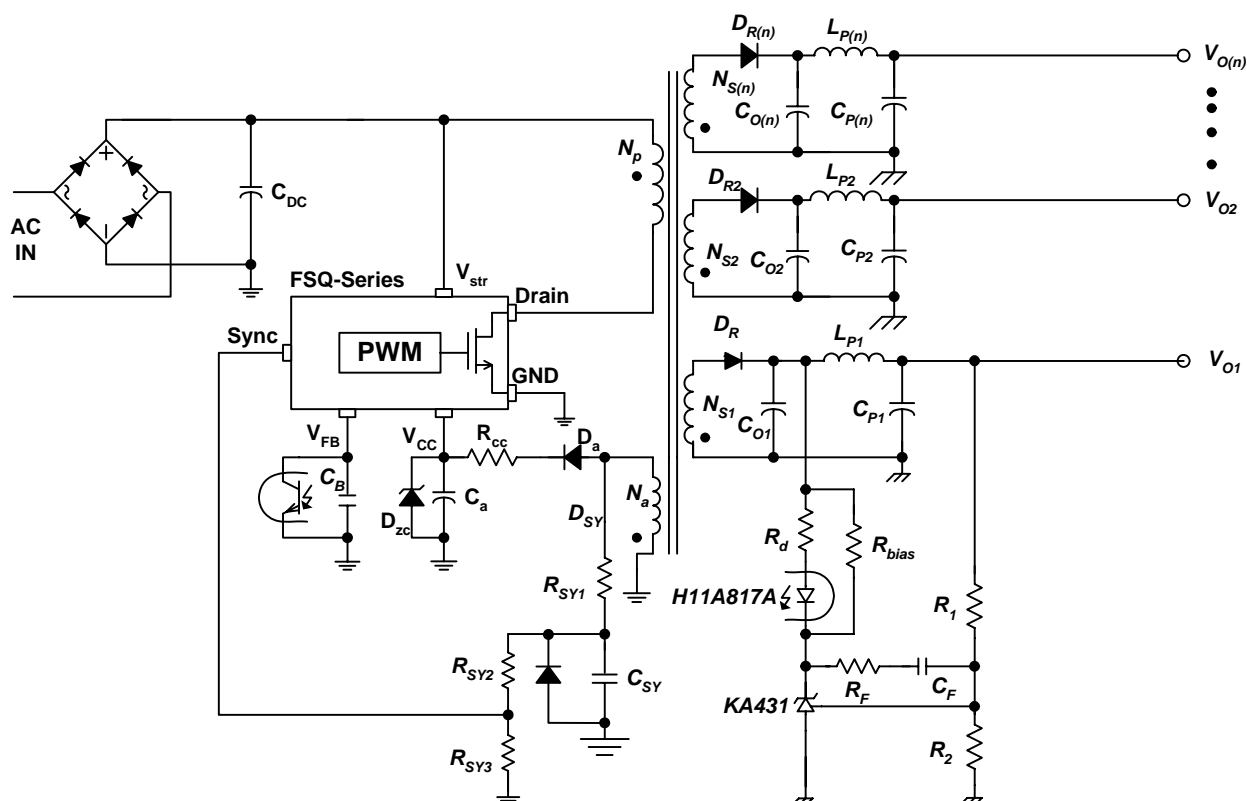 D_R(n)
L_P(n)
V_O(n)
N_S(n)
C_O(n)
C_P(n)
N_p
D_R2
L_P2
V_O2
C_DC
AC
IN
N_S2
C_O2
C_P2
FSQ-Series
V_str
Drain
Sync
PWM
GND
D_R
L_P1
V_O1
N_S1
C_O1
C_P1
V_FB
V_CC
R_cc
D_a
C_B
D_zc
C_a
N_a
D_SY
R_d
R_bias
R_SY1
H11A817A
R_1
R_SY2
C_SY
R_F
C_F
KA431
R_SY3
R_2